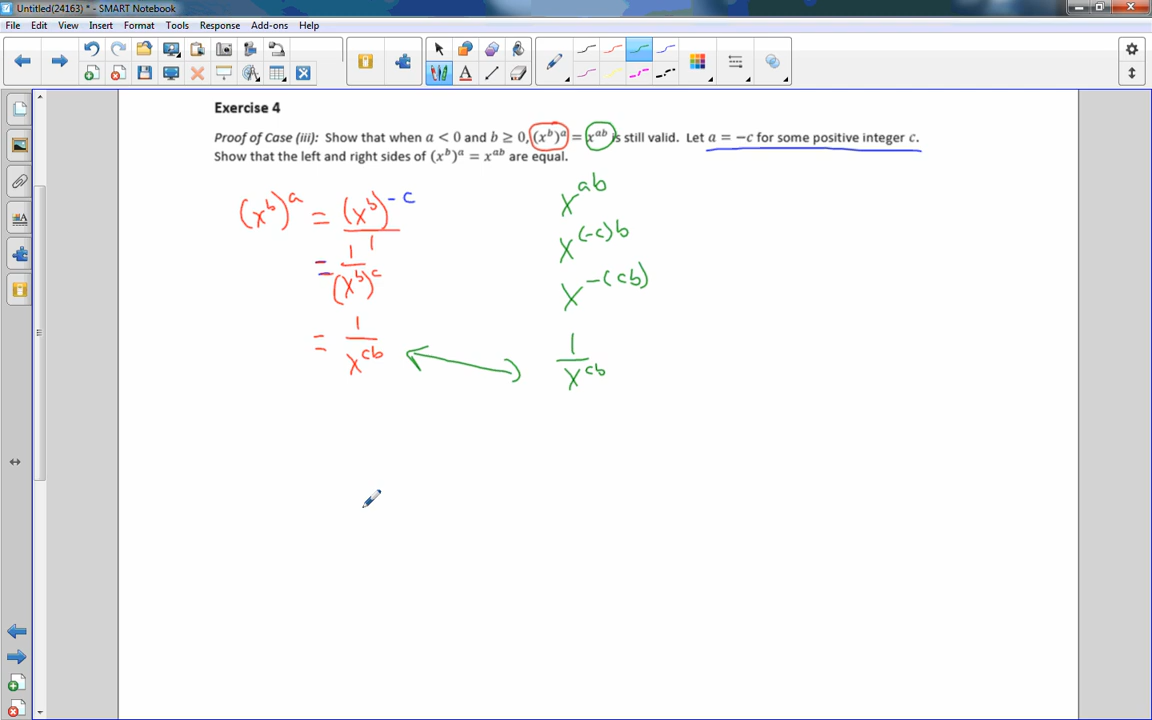 Untitled(24163) * - SMART Notebook
File Edit View Insert Format Tools Response Add-ons Help
Exercise 4
Proof of Case (iii): Show that when a < 0 and b ≥ 0, (x^b)^a = x^ab is still valid. Let a = −c for some positive integer c.
Show that the left and right sides of (x^b)^a = x^ab are equal.
(x^b)^a = (x^b)^-c / 1
= 1 / (x^b)^c
= 1 / x^cb
x^ab
x^(-c)b
x^-(cb)
1 / x^cb